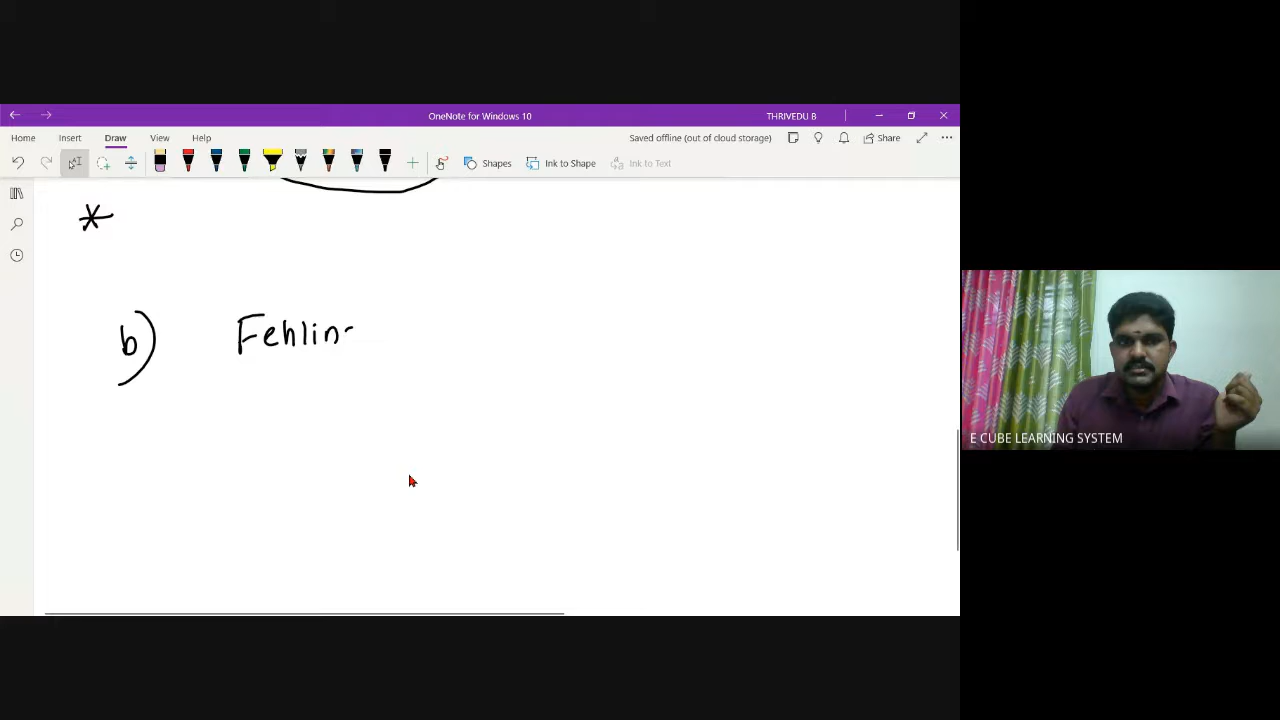 OneNote for Windows 10
THRIVEDU B
Home Insert Draw View Help
Saved offline (out of cloud storage)
Share
Shapes
Ink to Shape
Ink to Text
*
b) Fehlin
E CUBE LEARNING SYSTEM